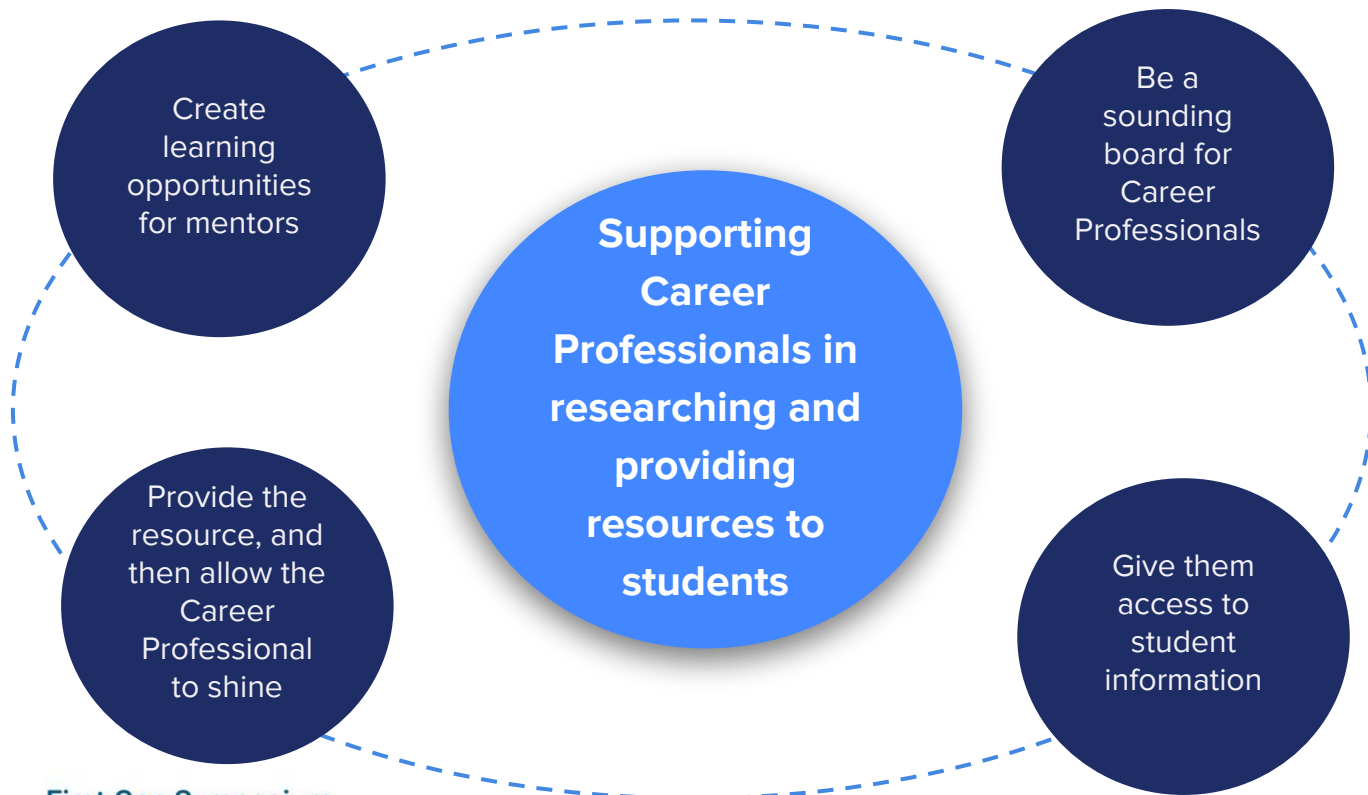 Create
learning
opportunities
for mentors
Be a
sounding
board for
Career
Professionals
Supporting
Career
Professionals in
researching and
providing
resources to
students
Provide the
resource, and
then allow the
Career
Professional
to shine
Give them
access to
student
information